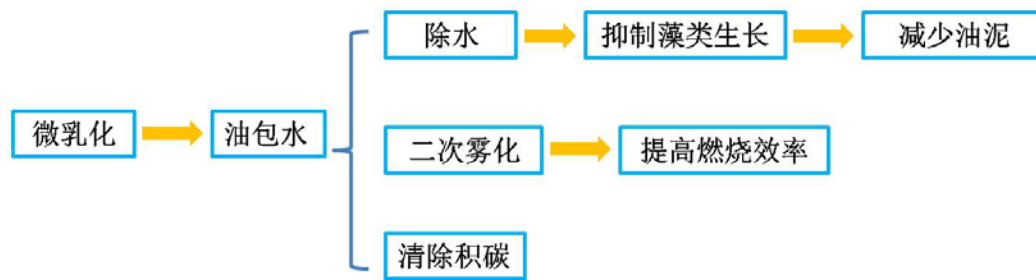 除水
抑制藻类生长
减少油泥
微乳化
油包水
二次雾化
提高燃烧效率
清除积碳